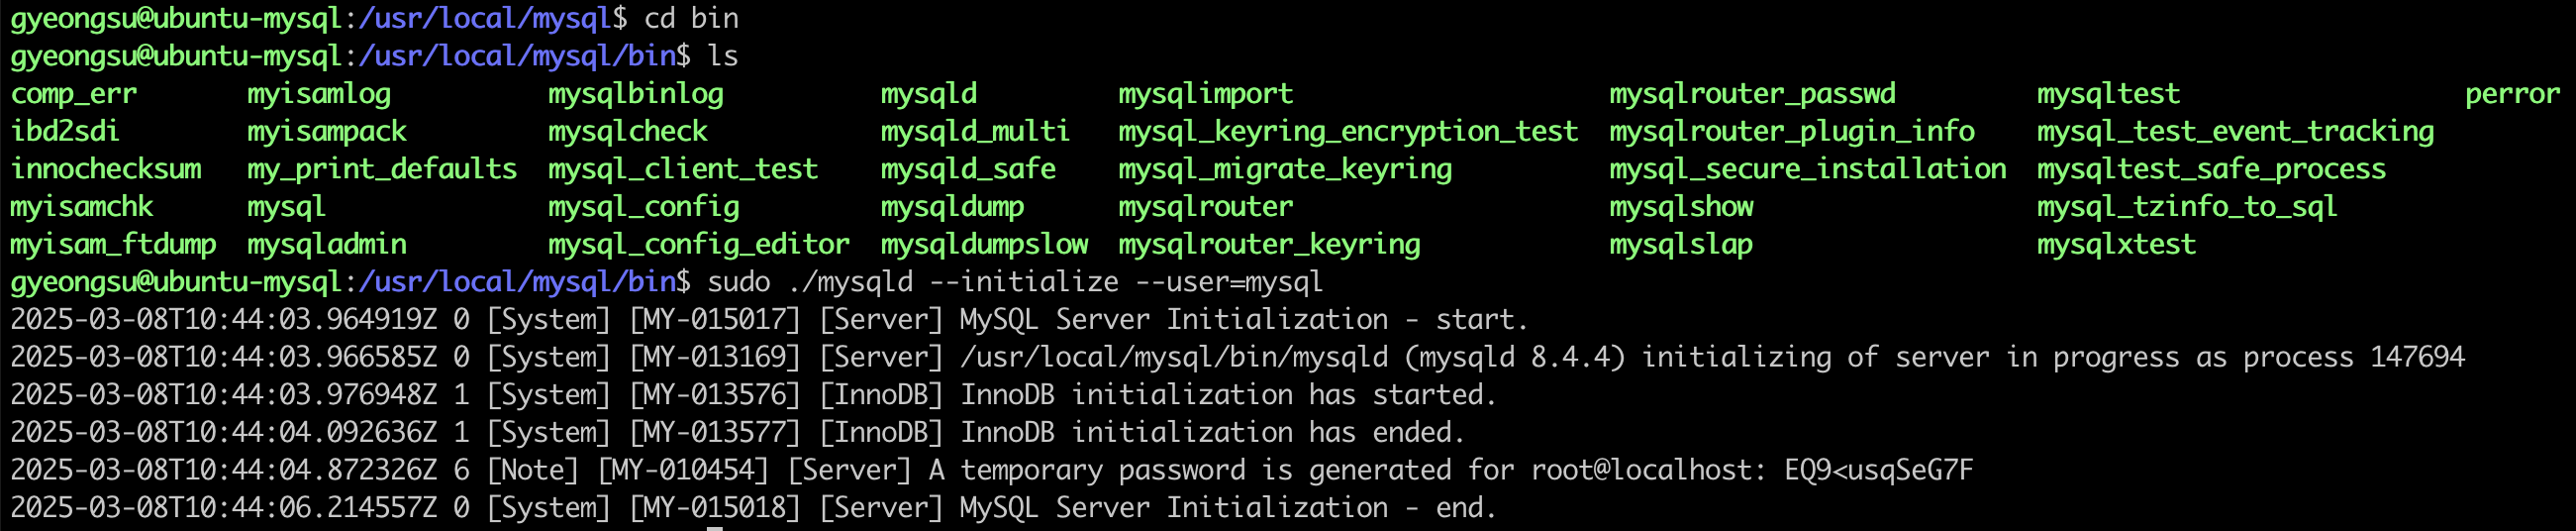 gyeongsu@ubuntu-mysql:/usr/local/mysql$ cd bin
gyeongsu@ubuntu-mysql:/usr/local/mysql/bin$ ls
comp_err       myisamlog          mysqlbinlog          mysqld         mysqlimport                    mysqlrouter_passwd         mysqltest                  perror
ibd2sdi        myisampack         mysqlcheck           mysqld_multi   mysql_keyring_encryption_test  mysqlrouter_plugin_info    mysql_test_event_tracking
innochecksum   my_print_defaults  mysql_client_test    mysqld_safe    mysql_migrate_keyring          mysql_secure_installation  mysqltest_safe_process
myisamchk      mysql              mysql_config         mysqldump      mysqlrouter                    mysqlshow                  mysql_tzinfo_to_sql
myisam_ftdump  mysqladmin         mysql_config_editor  mysqldumpslow  mysqlrouter_keyring            mysqlslap                  mysqlxtest
gyeongsu@ubuntu-mysql:/usr/local/mysql/bin$ sudo ./mysqld --initialize --user=mysql
2025-03-08T10:44:03.964919Z 0 [System] [MY-015017] [Server] MySQL Server Initialization - start.
2025-03-08T10:44:03.966585Z 0 [System] [MY-013169] [Server] /usr/local/mysql/bin/mysqld (mysqld 8.4.4) initializing of server in progress as process 147694
2025-03-08T10:44:03.976948Z 1 [System] [MY-013576] [InnoDB] InnoDB initialization has started.
2025-03-08T10:44:04.092636Z 1 [System] [MY-013577] [InnoDB] InnoDB initialization has ended.
2025-03-08T10:44:04.872326Z 6 [Note] [MY-010454] [Server] A temporary password is generated for root@localhost: EQ9<usqSeG7F
2025-03-08T10:44:06.214557Z 0 [System] [MY-015018] [Server] MySQL Server Initialization - end.